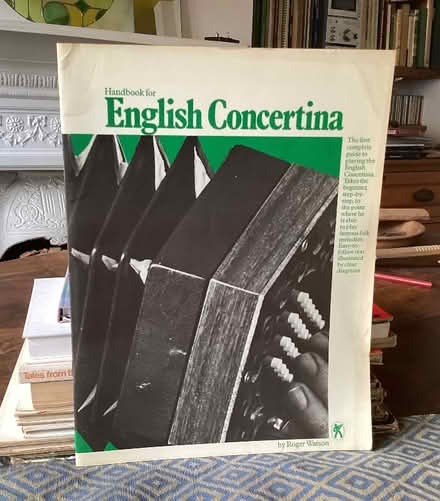 Handbook for
English Concertina
The first
complete
guide to
playing the
English
Concertina.
Takes the
beginner,
step-by-
step, to
the point
where he
is able
to play
famous folk
melodies.
Easy-to-
follow text
illustrated
by clear
diagrams
by Roger Watson
Tales from